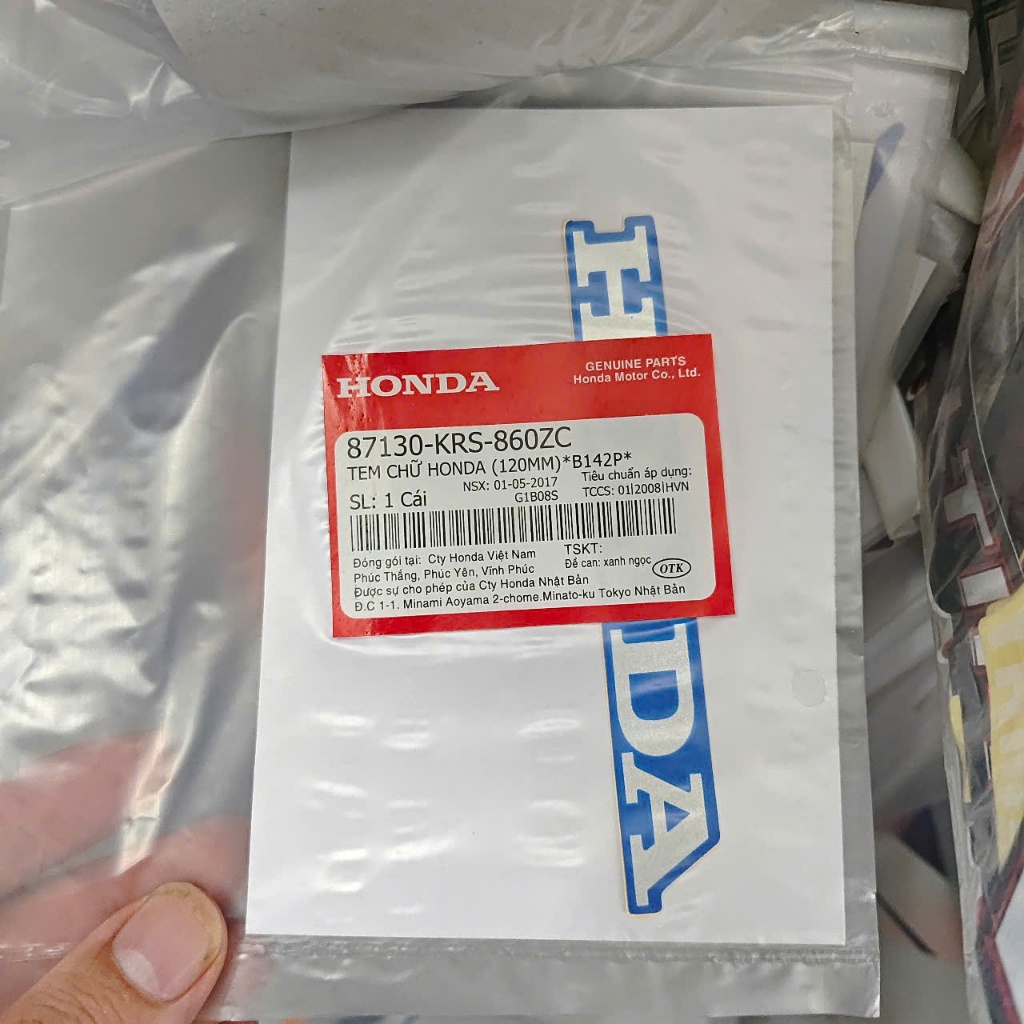 HONDA
GENUINE PARTS
Honda Motor Co., Ltd.
87130-KRS-860ZC
TEM CHỮ HONDA (120MM)*B142P*
NSX: 01-05-2017
Tiêu chuẩn áp dụng:
SL: 1 Cái
G1B08S
TCCS: 01|2008|HVN
Đóng gói tại: Cty Honda Việt Nam
TSKT:
Phúc Thắng, Phúc Yên, Vĩnh Phúc
Đề can: xanh ngọc
OTK
Được sự cho phép của Cty Honda Nhật Bản
Đ.C 1-1. Minami Aoyama 2-chome.Minato-ku Tokyo Nhật Bản
H
NDA